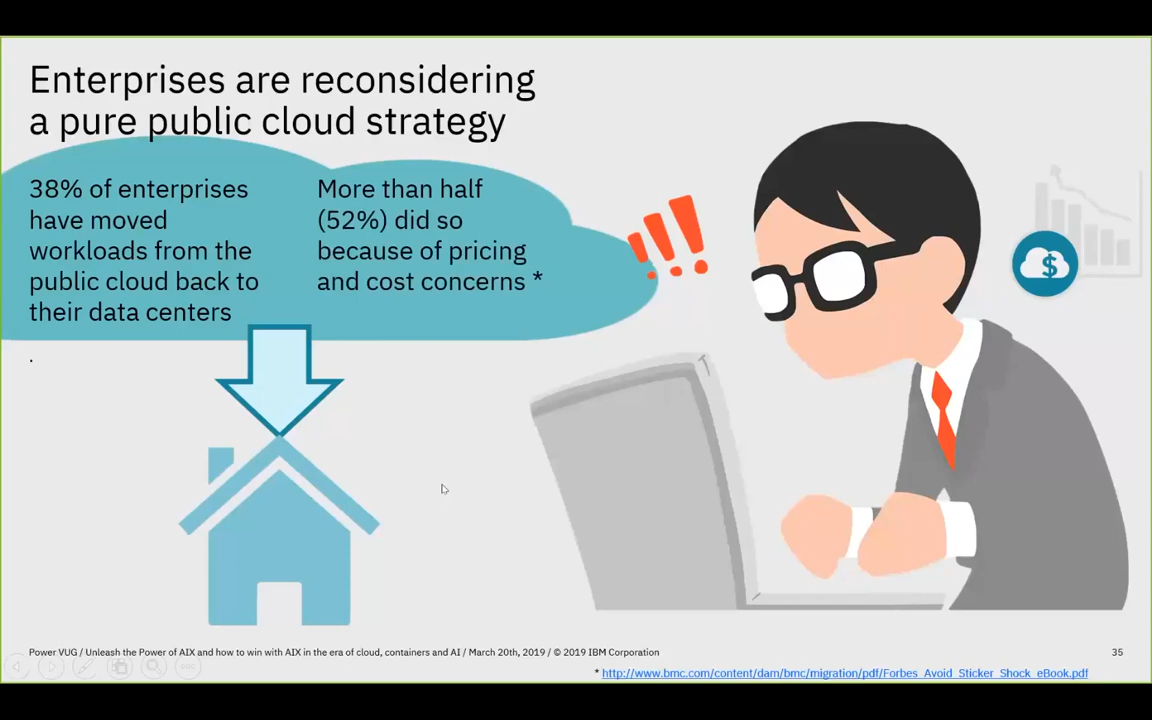 Enterprises are reconsidering
a pure public cloud strategy
38% of enterprises
have moved
workloads from the
public cloud back to
their data centers
.
More than half
(52%) did so
because of pricing
and cost concerns *
!!!
$
Power VUG / Unleash the Power of AIX and how to win with AIX in the era of cloud, containers and AI / March 20th, 2019 / © 2019 IBM Corporation
35
* http://www.bmc.com/content/dam/bmc/migration/pdf/Forbes_Avoid_Sticker_Shock_eBook.pdf